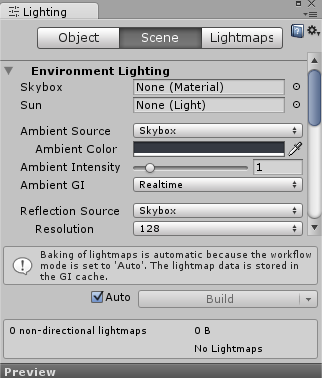 Lighting
Object Scene Lightmaps
Environment Lighting
Skybox None (Material)
Sun None (Light)
Ambient Source Skybox
Ambient Color
Ambient Intensity 1
Ambient GI Realtime
Reflection Source Skybox
Resolution 128
Baking of lightmaps is automatic because the workflow
mode is set to 'Auto'. The lightmap data is stored in
the GI cache.
Auto Build
0 non-directional lightmaps 0 B
No Lightmaps
Preview